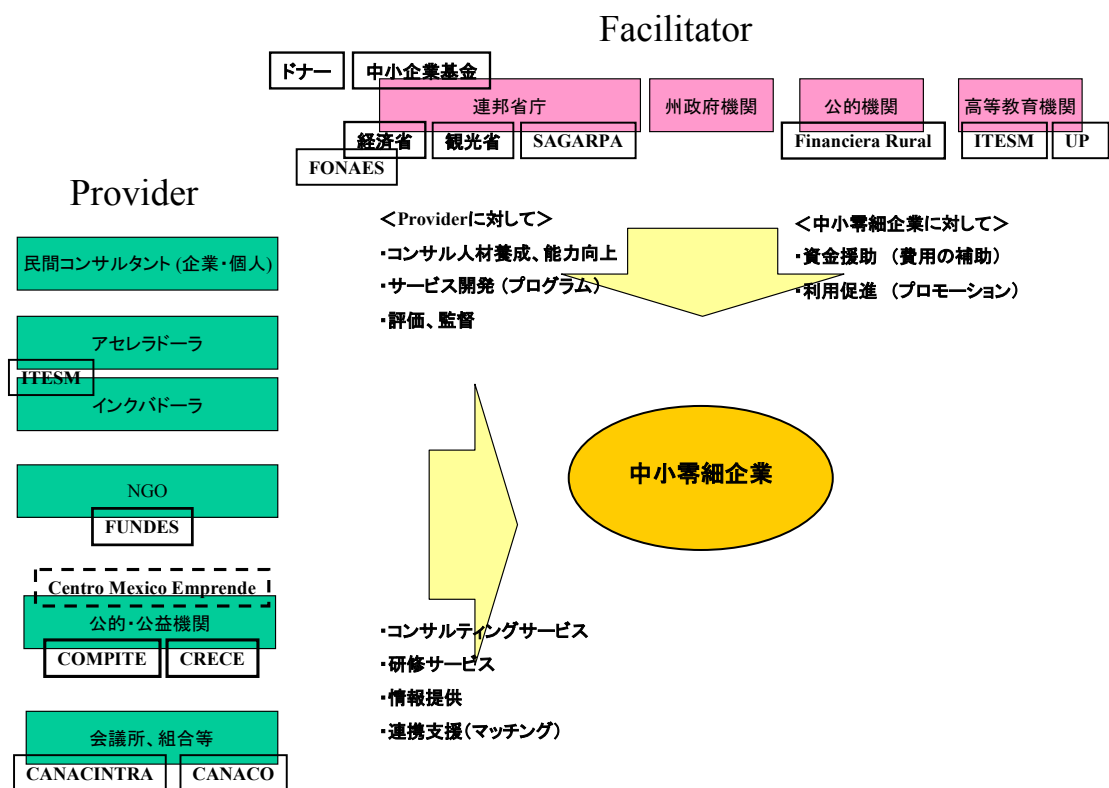 Facilitator
ドナー
中小企業基金
連邦省庁
州政府機関
公的機関
高等教育機関
経済省
観光省
SAGARPA
Financiera Rural
ITESM
UP
FONAES
Provider
民間コンサルタント (企業・個人)
アセレラドーラ
ITESM
インクバドーラ
NGO
FUNDES
Centro Mexico Emprende
公的・公益機関
COMPITE
CRECE
会議所、組合等
CANACINTRA
CANACO
<Providerに対して>
・コンサル人材養成、能力向上
・サービス開発 (プログラム)
・評価、監督
<中小零細企業に対して>
・資金援助 (費用の補助)
・利用促進 (プロモーション)
中小零細企業
・コンサルティングサービス
・研修サービス
・情報提供
・連携支援(マッチング)